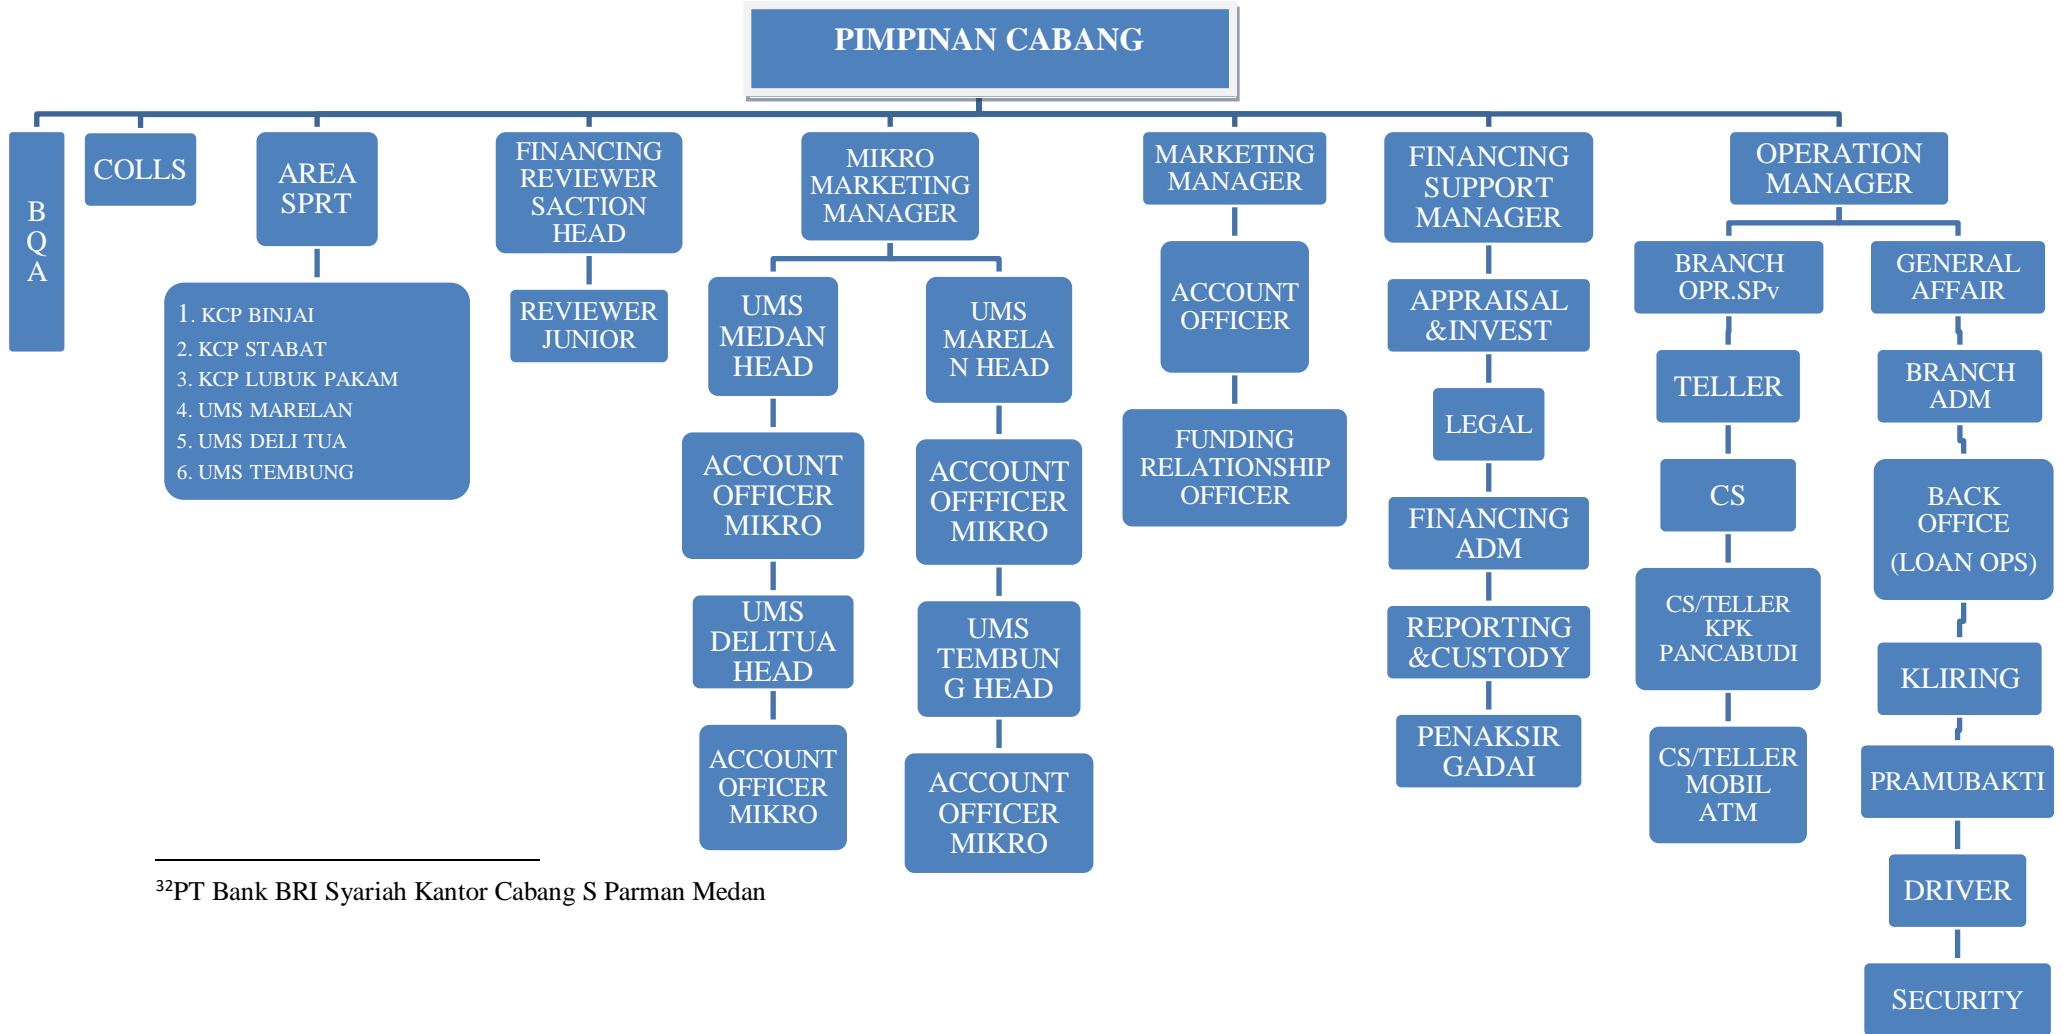 PIMPINAN CABANG
B
Q
A
COLLS
AREA
SPRT
1. KCP BINJAI
2. KCP STABAT
3. KCP LUBUK PAKAM
4. UMS MARELAN
5. UMS DELI TUA
6. UMS TEMBUNG
FINANCING
REVIEWER
SACTION
HEAD
REVIEWER
JUNIOR
MIKRO
MARKETING
MANAGER
UMS
MEDAN
HEAD
ACCOUNT
OFFICER
MIKRO
UMS
DELITUA
HEAD
ACCOUNT
OFFICER
MIKRO
UMS
MARELA
N HEAD
ACCOUNT
OFFFICER
MIKRO
UMS
TEMBUN
G HEAD
ACCOUNT
OFFICER
MIKRO
MARKETING
MANAGER
ACCOUNT
OFFICER
FUNDING
RELATIONSHIP
OFFICER
FINANCING
SUPPORT
MANAGER
APPRAISAL
&INVEST
LEGAL
FINANCING
ADM
REPORTING
&CUSTODY
PENAKSIR
GADAI
OPERATION
MANAGER
BRANCH
OPR.SPv
TELLER
CS
CS/TELLER
KPK
PANCABUDI
CS/TELLER
MOBIL
ATM
GENERAL
AFFAIR
BRANCH
ADM
BACK
OFFICE
(LOAN OPS)
KLIRING
PRAMUBAKTI
DRIVER
SECURITY
32PT Bank BRI Syariah Kantor Cabang S Parman Medan